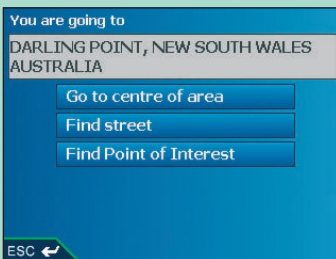 You are going to
DARLING POINT, NEW SOUTH WALES
AUSTRALIA
Go to centre of area
Find street
Find Point of Interest
ESC